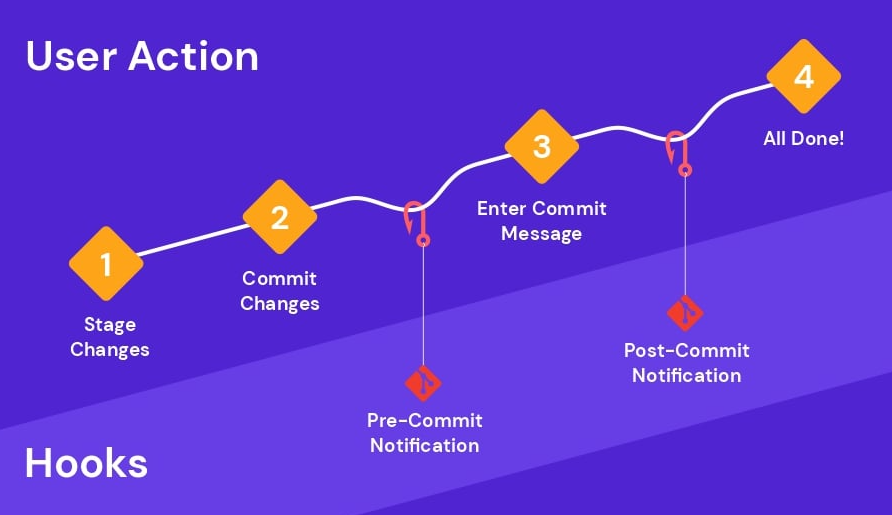 User Action
1
Stage
Changes
2
Commit
Changes
3
Enter Commit
Message
4
All Done!
Hooks
Pre-Commit
Notification
Post-Commit
Notification